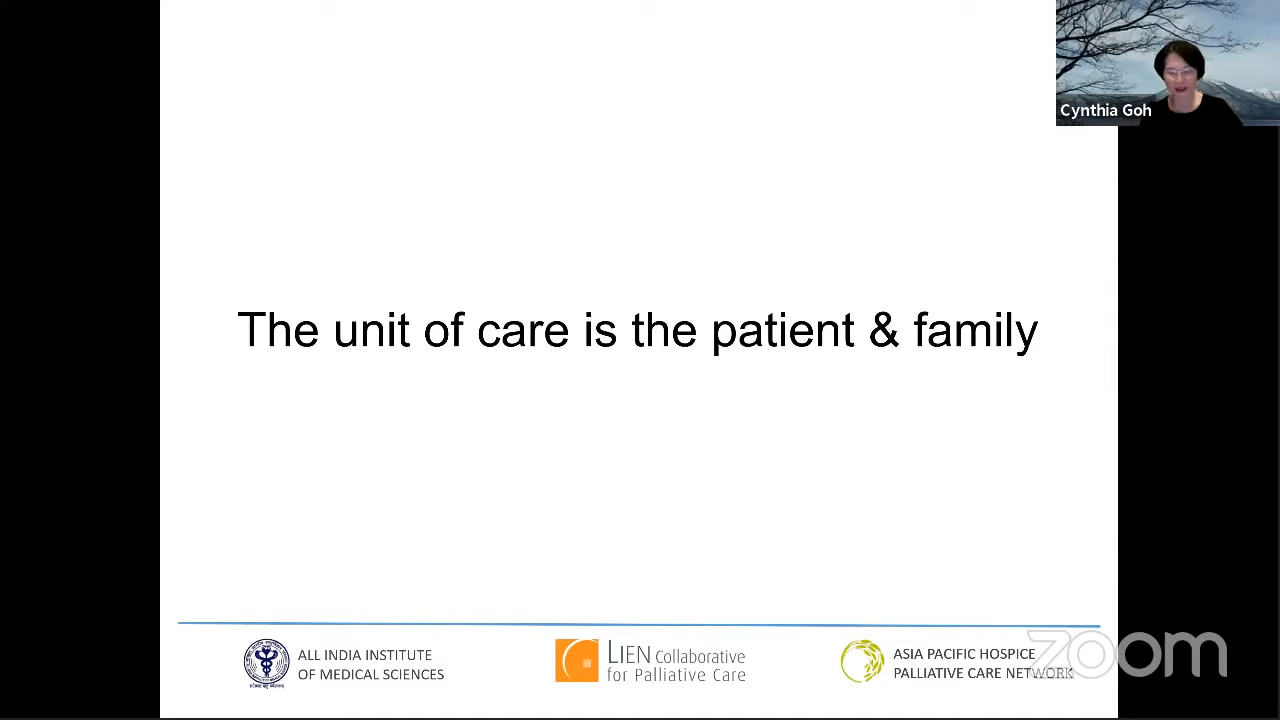 Cynthia Goh
The unit of care is the patient & family
ALL INDIA INSTITUTE
OF MEDICAL SCIENCES
LIEN Collaborative
for Palliative Care
ASIA PACIFIC HOSPICE
PALLIATIVE CARE NETWORK
zoom